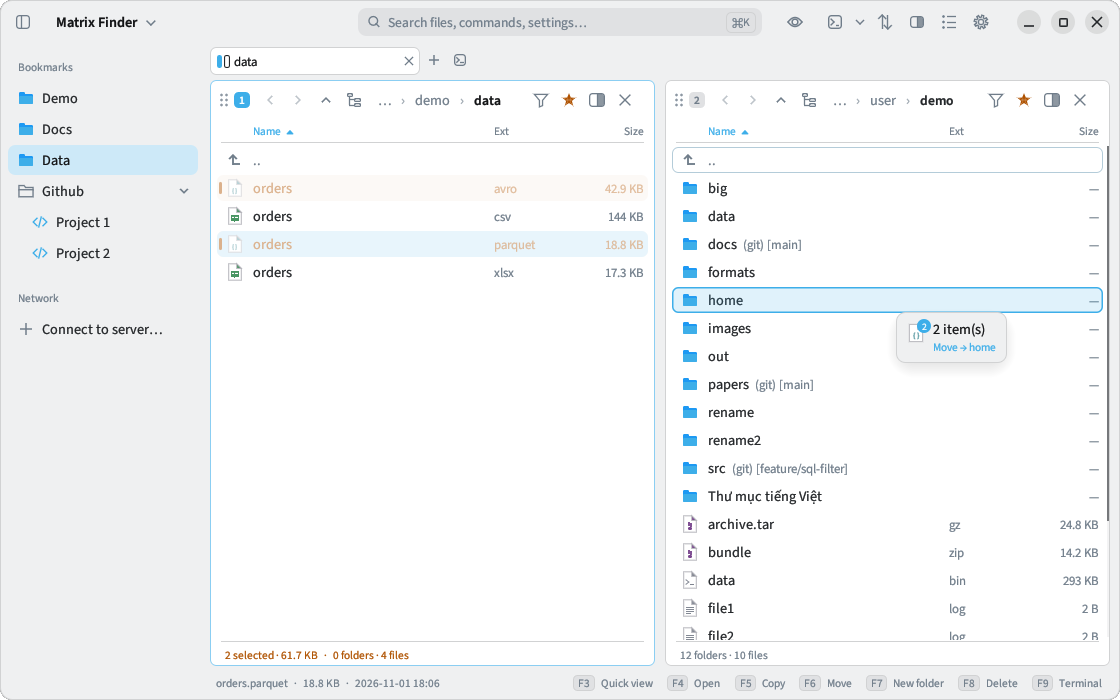 Matrix Finder
Search files, commands, settings… ⌘K
Bookmarks
Demo
Docs
Data
Github
Project 1
Project 2
Network
Connect to server…
data
1 … › demo › data
Name Ext Size
..
orders avro 42.9 KB
orders csv 144 KB
orders parquet 18.8 KB
orders xlsx 17.3 KB
2 selected · 61.7 KB · 0 folders · 4 files
2 … › user › demo
Name Ext Size
..
big —
data —
docs (git) [main] —
formats —
home —
images —
out —
papers (git) [main] —
rename —
rename2 —
src (git) [feature/sql-filter] —
Thư mục tiếng Việt —
archive.tar gz 24.8 KB
bundle zip 14.2 KB
data bin 293 KB
file1 log 2 B
file2 log 2 B
2
2 item(s)
Move → home
12 folders · 10 files
orders.parquet · 18.8 KB · 2026-11-01 18:06
F3 Quick view F4 Open F5 Copy F6 Move F7 New folder F8 Delete F9 Terminal